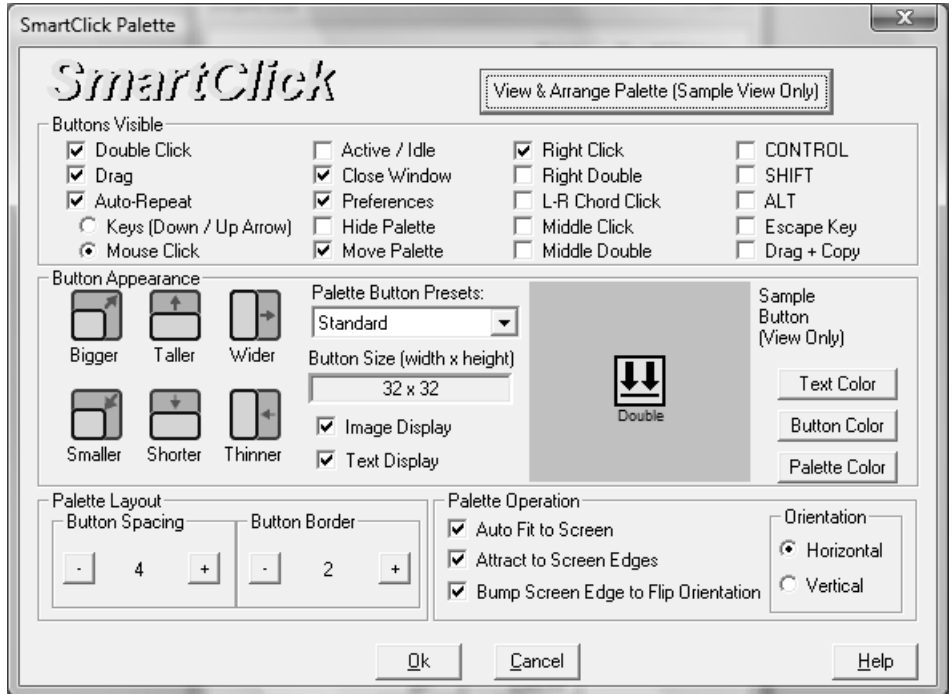 SmartClick Palette
X
SmartClick
View & Arrange Palette (Sample View Only)
Buttons Visible
Double Click
Drag
Auto-Repeat
Keys (Down / Up Arrow)
Mouse Click
Active / Idle
Close Window
Preferences
Hide Palette
Move Palette
Right Click
Right Double
L-R Chord Click
Middle Click
Middle Double
CONTROL
SHIFT
ALT
Escape Key
Drag + Copy
Button Appearance
Bigger
Taller
Wider
Smaller
Shorter
Thinner
Palette Button Presets:
Standard
Button Size (width x height)
32 x 32
Image Display
Text Display
Double
Sample
Button
(View Only)
Text Color
Button Color
Palette Color
Palette Layout
Button Spacing
- 4 +
Button Border
- 2 +
Palette Operation
Auto Fit to Screen
Attract to Screen Edges
Bump Screen Edge to Flip Orientation
Orientation
Horizontal
Vertical
Ok
Cancel
Help